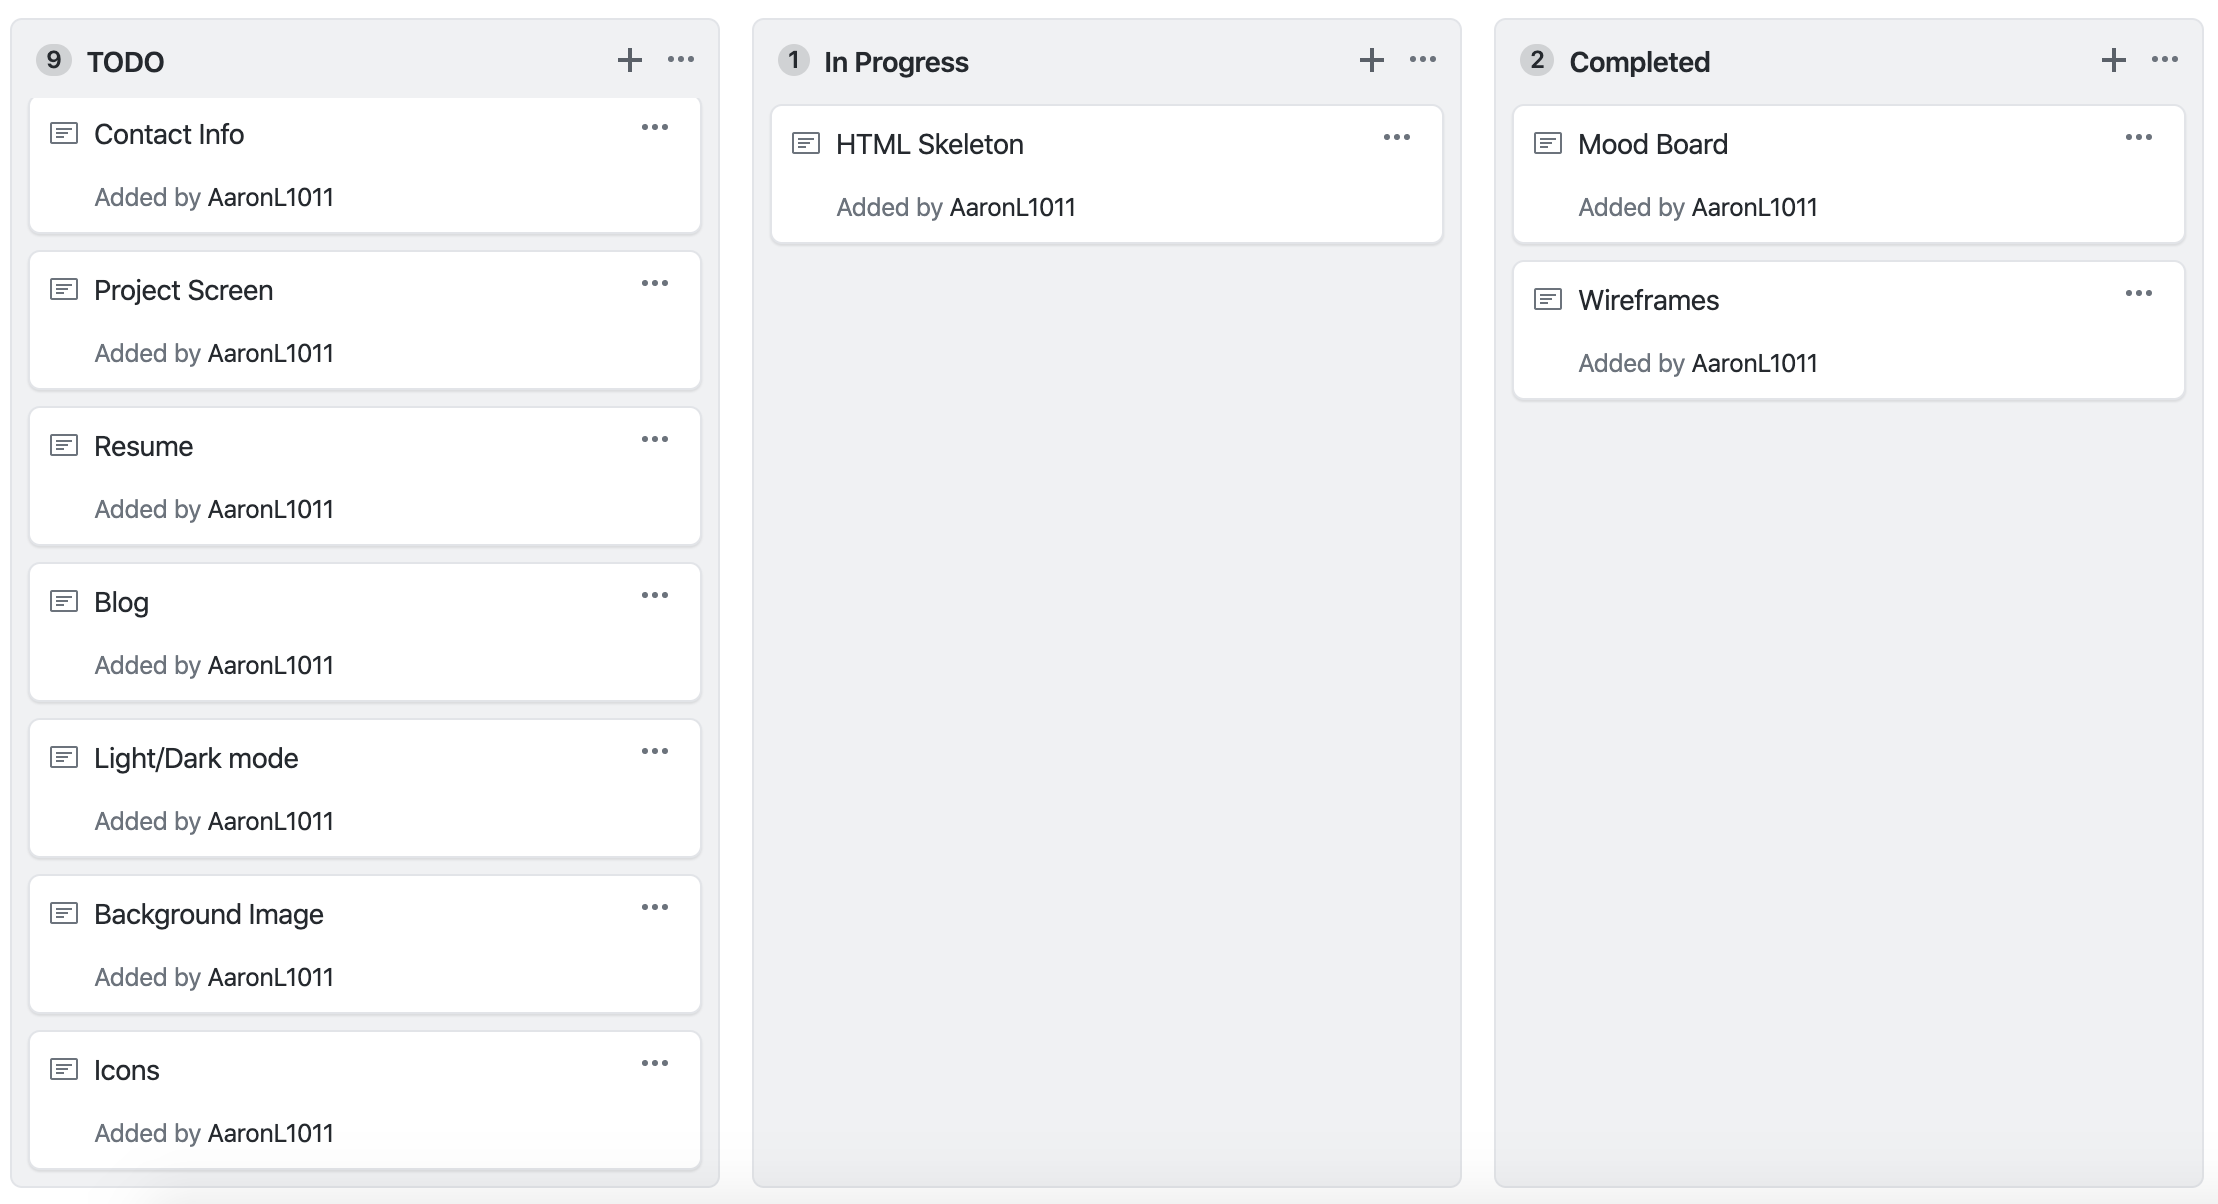 9 TODO
Contact Info
Added by AaronL1011
Project Screen
Added by AaronL1011
Resume
Added by AaronL1011
Blog
Added by AaronL1011
Light/Dark mode
Added by AaronL1011
Background Image
Added by AaronL1011
Icons
Added by AaronL1011
1 In Progress
HTML Skeleton
Added by AaronL1011
2 Completed
Mood Board
Added by AaronL1011
Wireframes
Added by AaronL1011